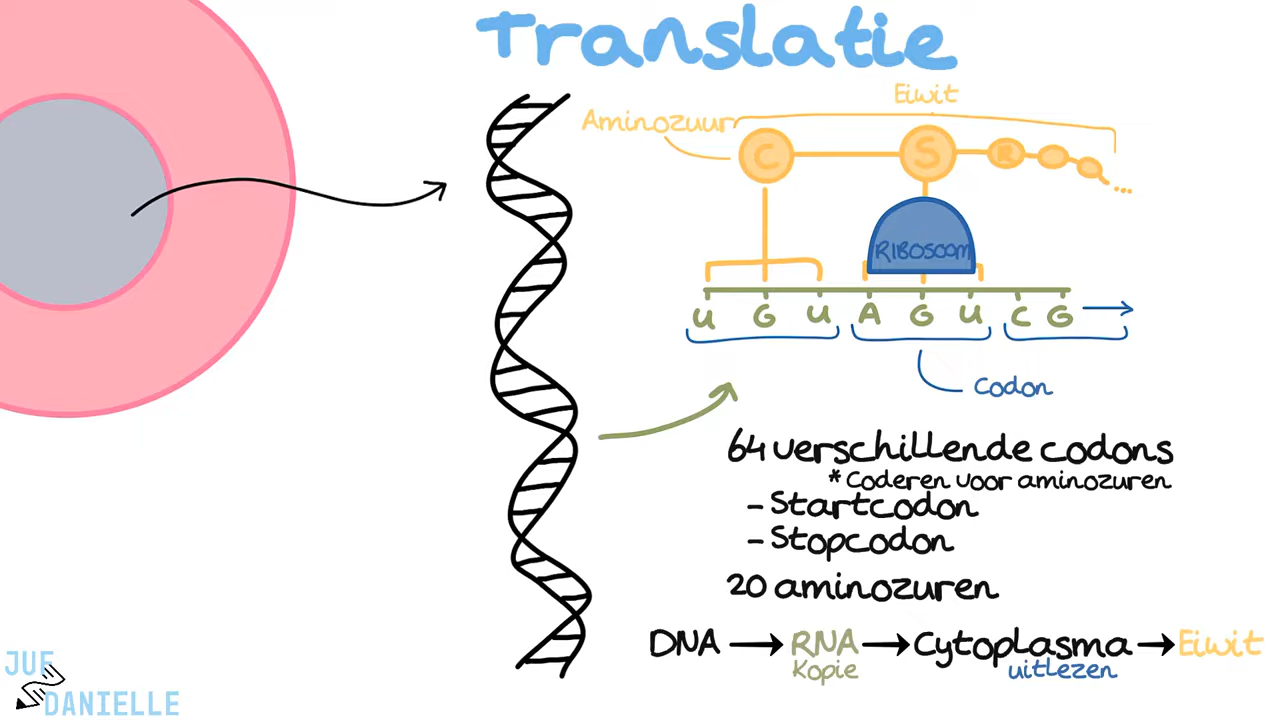 Translatie
Eiwit
Aminozuur
C S R
...
RIBOSOOM
U G U A G U C G
Codon
64 verschillende codons
* Coderen voor aminozuren
- Startcodon
- Stopcodon
20 aminozuren
DNA → RNA → Cytoplasma → Eiwit
Kopie uitlezen
JUF
DANIELLE